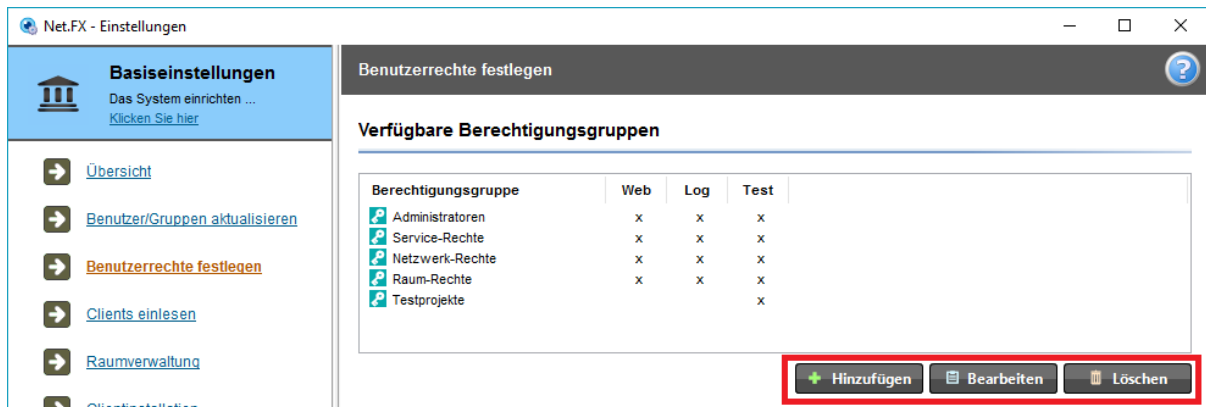 Net.FX - Einstellungen
Basiseinstellungen
Das System einrichten ...
Klicken Sie hier
Übersicht
Benutzer/Gruppen aktualisieren
Benutzerrechte festlegen
Clients einlesen
Raumverwaltung
Clientinstallation
Benutzerrechte festlegen
?
Verfügbare Berechtigungsgruppen
Berechtigungsgruppe Web Log Test
Administratoren x x x
Service-Rechte x x x
Netzwerk-Rechte x x x
Raum-Rechte x x x
Testprojekte x
Hinzufügen Bearbeiten Löschen